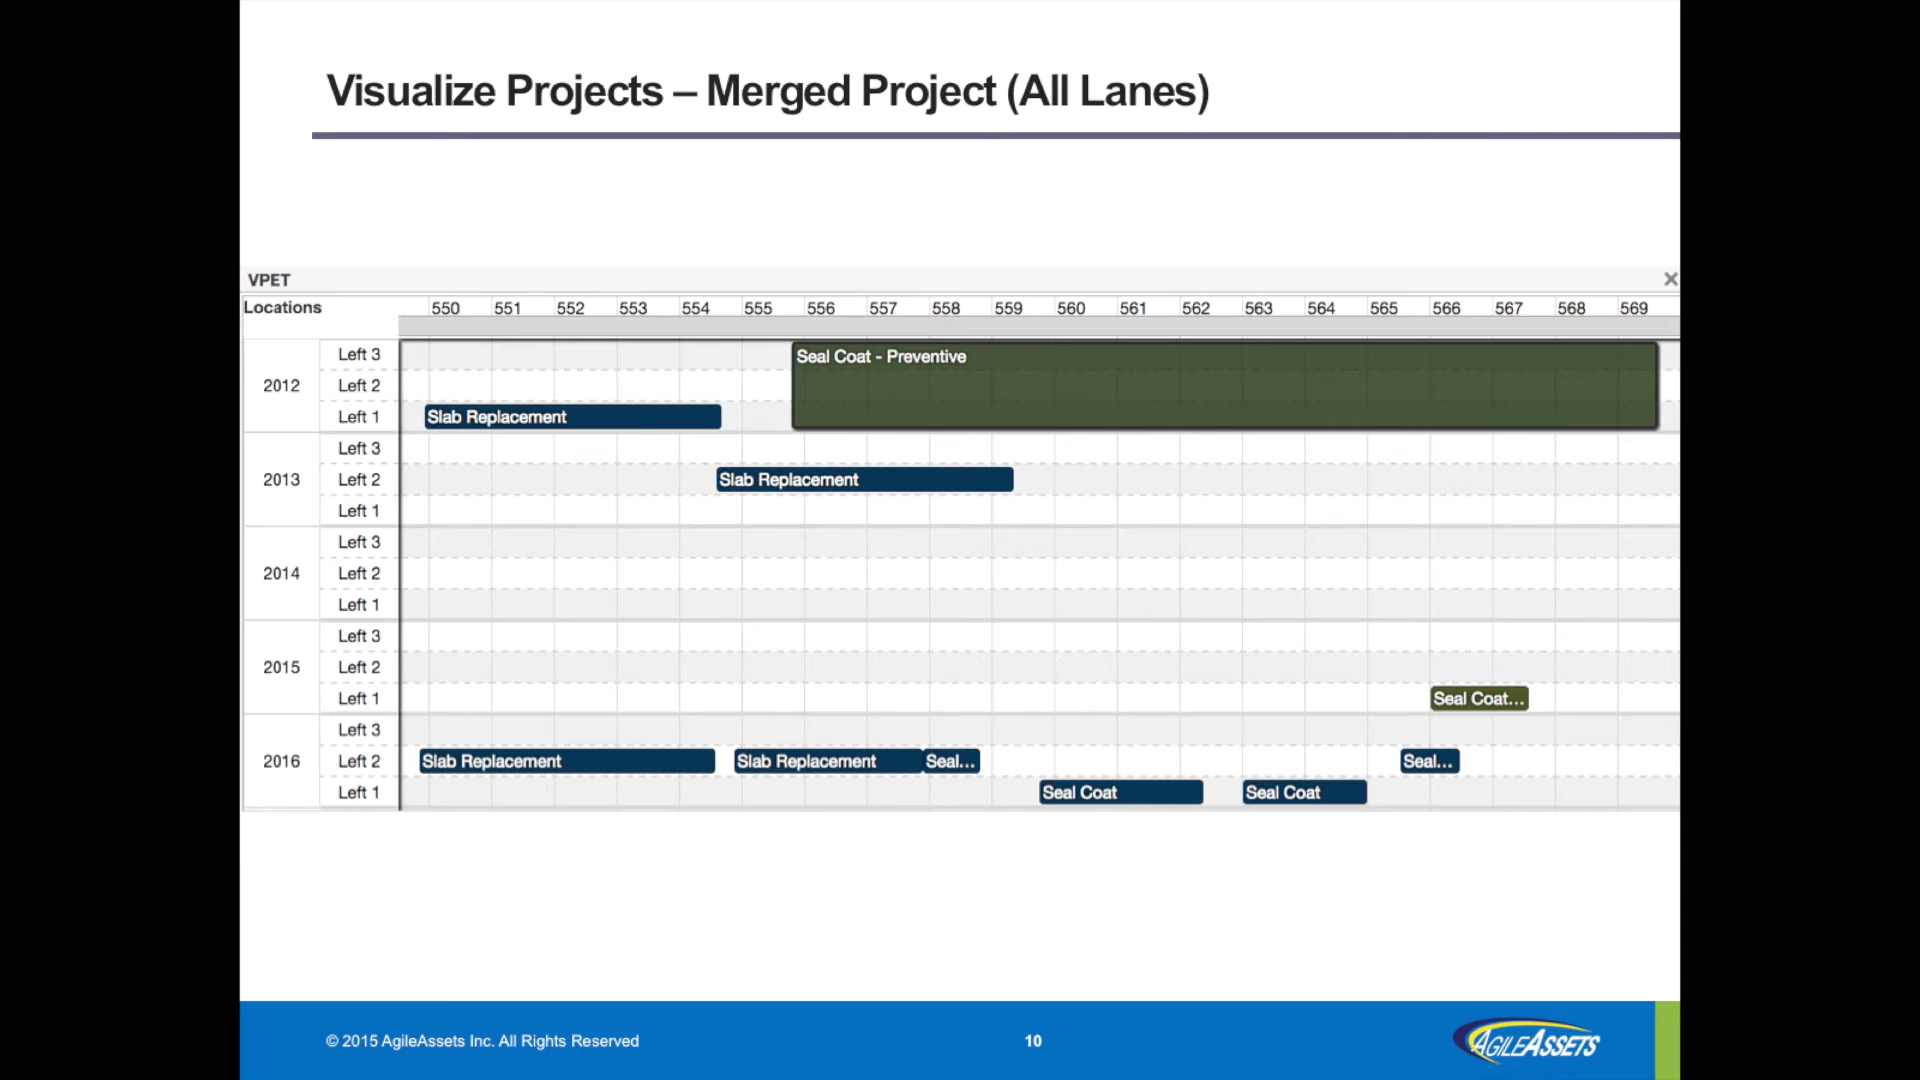 Visualize Projects – Merged Project (All Lanes)
VPET
Locations 550 551 552 553 554 555 556 557 558 559 560 561 562 563 564 565 566 567 568 569
Left 3 Seal Coat - Preventive
2012 Left 2
Left 1 Slab Replacement
Left 3
2013 Left 2 Slab Replacement
Left 1
Left 3
2014 Left 2
Left 1
Left 3
2015 Left 2
Left 1 Seal Coat...
Left 3
2016 Left 2 Slab Replacement Slab Replacement Seal... Seal...
Left 1 Seal Coat Seal Coat
© 2015 AgileAssets Inc. All Rights Reserved 10 AGILEASSETS